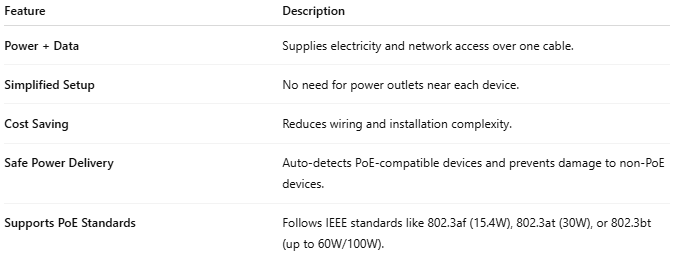 Feature Description
Power + Data Supplies electricity and network access over one cable.
Simplified Setup No need for power outlets near each device.
Cost Saving Reduces wiring and installation complexity.
Safe Power Delivery Auto-detects PoE-compatible devices and prevents damage to non-PoE
devices.
Supports PoE Standards Follows IEEE standards like 802.3af (15.4W), 802.3at (30W), or 802.3bt
(up to 60W/100W).